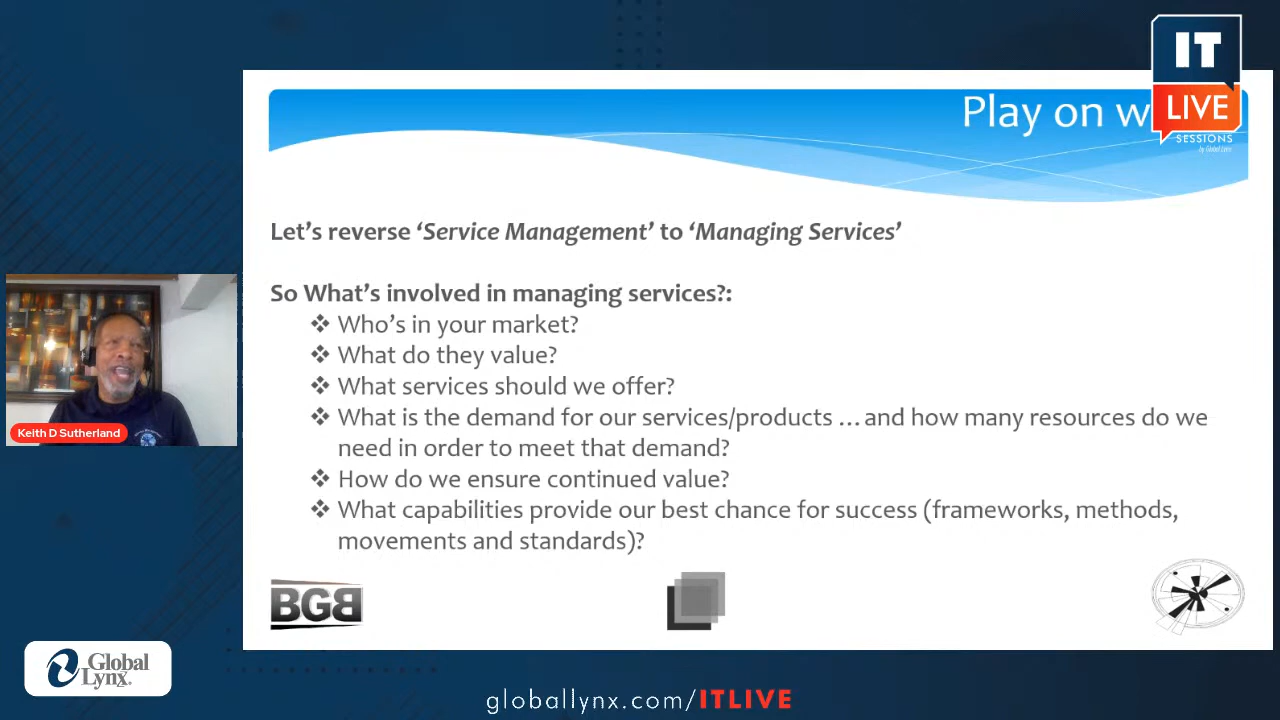 IT
LIVE
SESSIONS
by Global Lynx
Play on w
Let's reverse 'Service Management' to 'Managing Services'
So What's involved in managing services?:
❖ Who's in your market?
❖ What do they value?
❖ What services should we offer?
❖ What is the demand for our services/products … and how many resources do we
need in order to meet that demand?
❖ How do we ensure continued value?
❖ What capabilities provide our best chance for success (frameworks, methods,
movements and standards)?
Keith D Sutherland
BGB
Global
Lynx
globallynx.com/ITLIVE